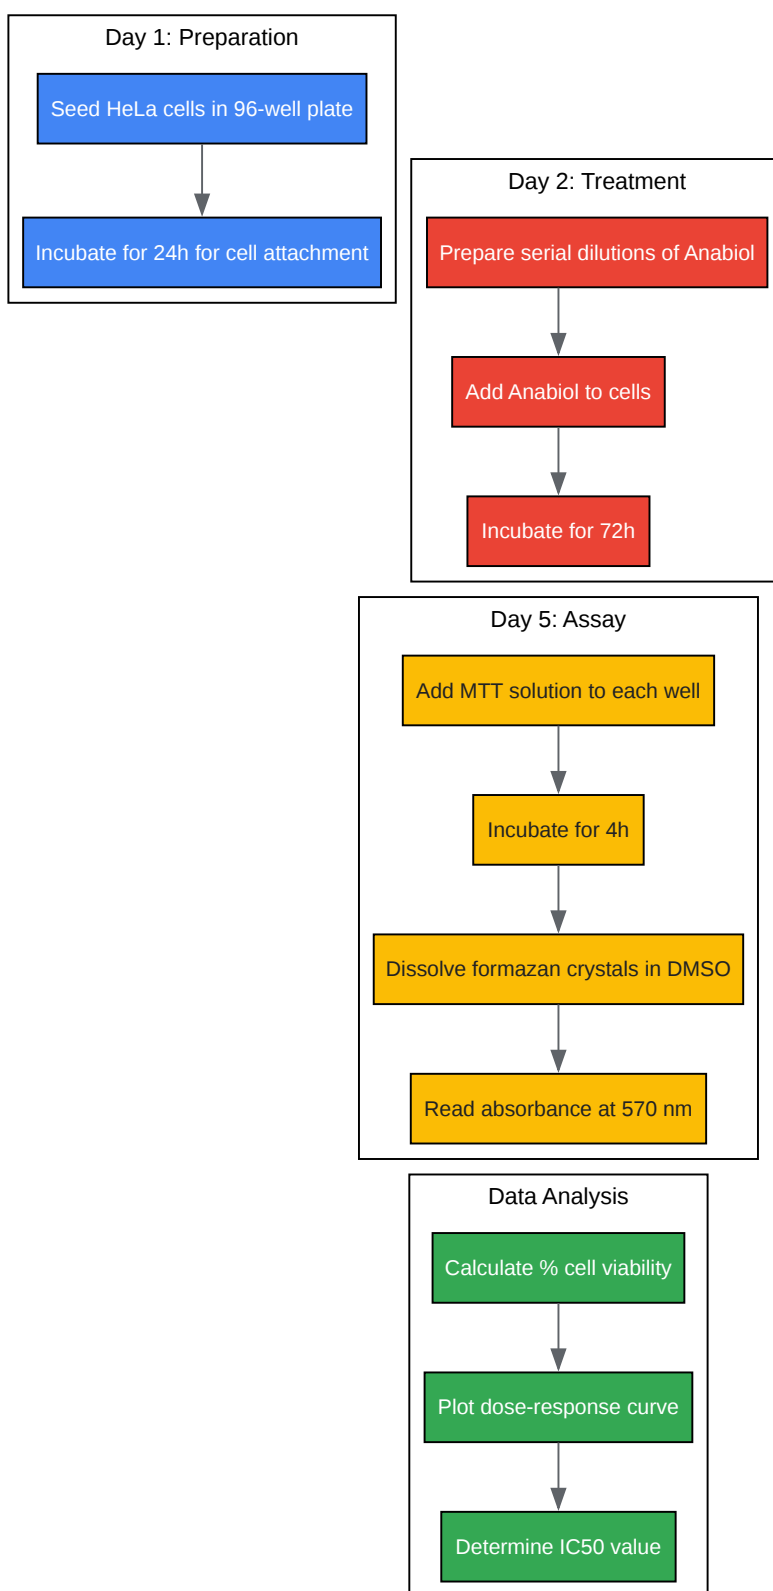 Day 1: Preparation
Seed HeLa cells in 96-well plate
Incubate for 24h for cell attachment
Day 2: Treatment
Prepare serial dilutions of Anabiol
Add Anabiol to cells
Incubate for 72h
Day 5: Assay
Add MTT solution to each well
Incubate for 4h
Dissolve formazan crystals in DMSO
Read absorbance at 570 nm
Data Analysis
Calculate % cell viability
Plot dose-response curve
Determine IC50 value